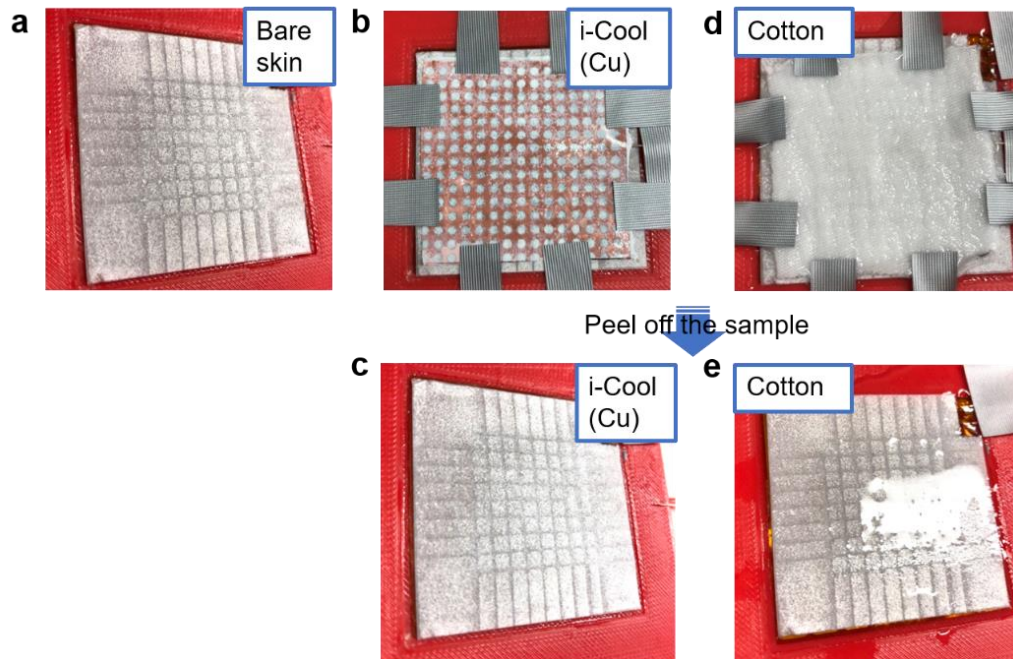 a
Bare
skin
b
i-Cool
(Cu)
d
Cotton
Peel off the sample
c
i-Cool
(Cu)
e
Cotton